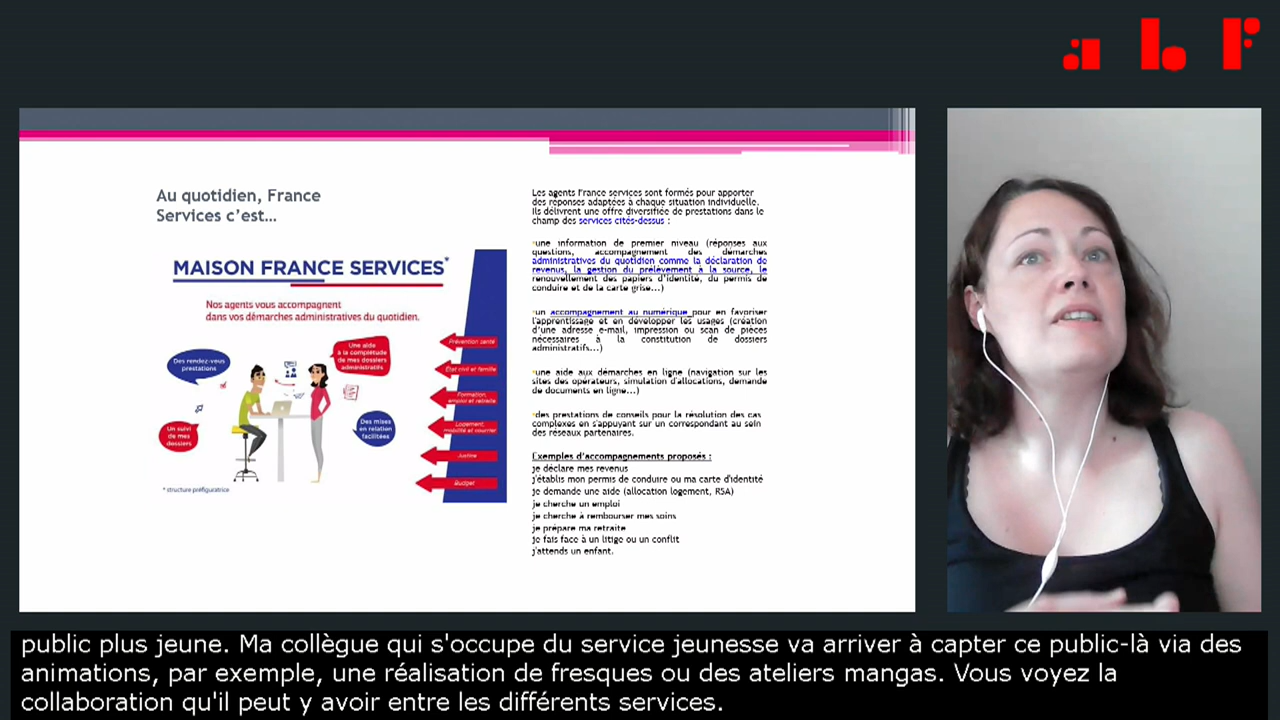 abf
Au quotidien, France
Services c'est...
MAISON FRANCE SERVICES*
Nos agents vous accompagnent
dans vos démarches administratives du quotidien.
Des rendez-vous
prestations
Une aide
à la complétude
de mes dossiers
administratifs
Un suivi
de mes
dossiers
Des mises
en relation
facilitées
Prévention santé
État civil et famille
Formation,
emploi et retraite
Logement,
mobilité et courrier
Justice
Budget
* structure préfiguratrice
Les agents France services sont formés pour apporter
des réponses adaptées à chaque situation individuelle.
Ils délivrent une offre diversifiée de prestations dans le
champ des services cités-dessus :
•une information de premier niveau (réponses aux
questions, accompagnement des démarches
administratives du quotidien comme la déclaration de
revenus, la gestion du prélèvement à la source, le
renouvellement des papiers d'identité, du permis de
conduire et de la carte grise...)
•un accompagnement au numérique pour en favoriser
l'apprentissage et en développer les usages (création
d'une adresse e-mail, impression ou scan de pièces
nécessaires à la constitution de dossiers
administratifs...)
•une aide aux démarches en ligne (navigation sur les
sites des opérateurs, simulation d'allocations, demande
de documents en ligne...)
•des prestations de conseils pour la résolution des cas
complexes en s'appuyant sur un correspondant au sein
des réseaux partenaires.
Exemples d'accompagnements proposés :
je déclare mes revenus
j'établis mon permis de conduire ou ma carte d'identité
je demande une aide (allocation logement, RSA)
je cherche un emploi
je cherche à rembourser mes soins
je prépare ma retraite
je fais face à un litige ou un conflit
j'attends un enfant.
public plus jeune. Ma collègue qui s'occupe du service jeunesse va arriver à capter ce public-là via des
animations, par exemple, une réalisation de fresques ou des ateliers mangas. Vous voyez la
collaboration qu'il peut y avoir entre les différents services.